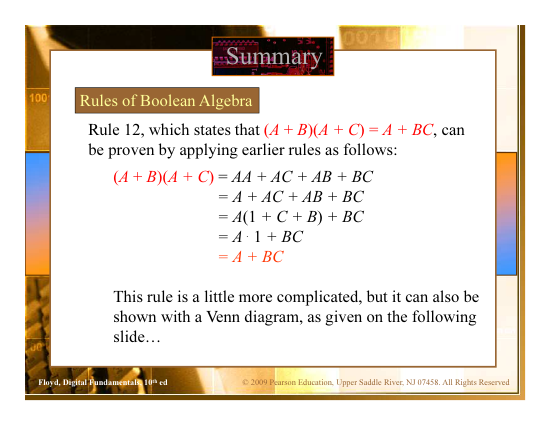 Summary
Rules of Boolean Algebra
Rule 12, which states that (A + B)(A + C) = A + BC, can
be proven by applying earlier rules as follows:
(A + B)(A + C) = AA + AC + AB + BC
= A + AC + AB + BC
= A(1 + C + B) + BC
= A · 1 + BC
= A + BC
This rule is a little more complicated, but it can also be
shown with a Venn diagram, as given on the following
slide…
Floyd, Digital Fundamentals, 10th ed
© 2009 Pearson Education, Upper Saddle River, NJ 07458. All Rights Reserved